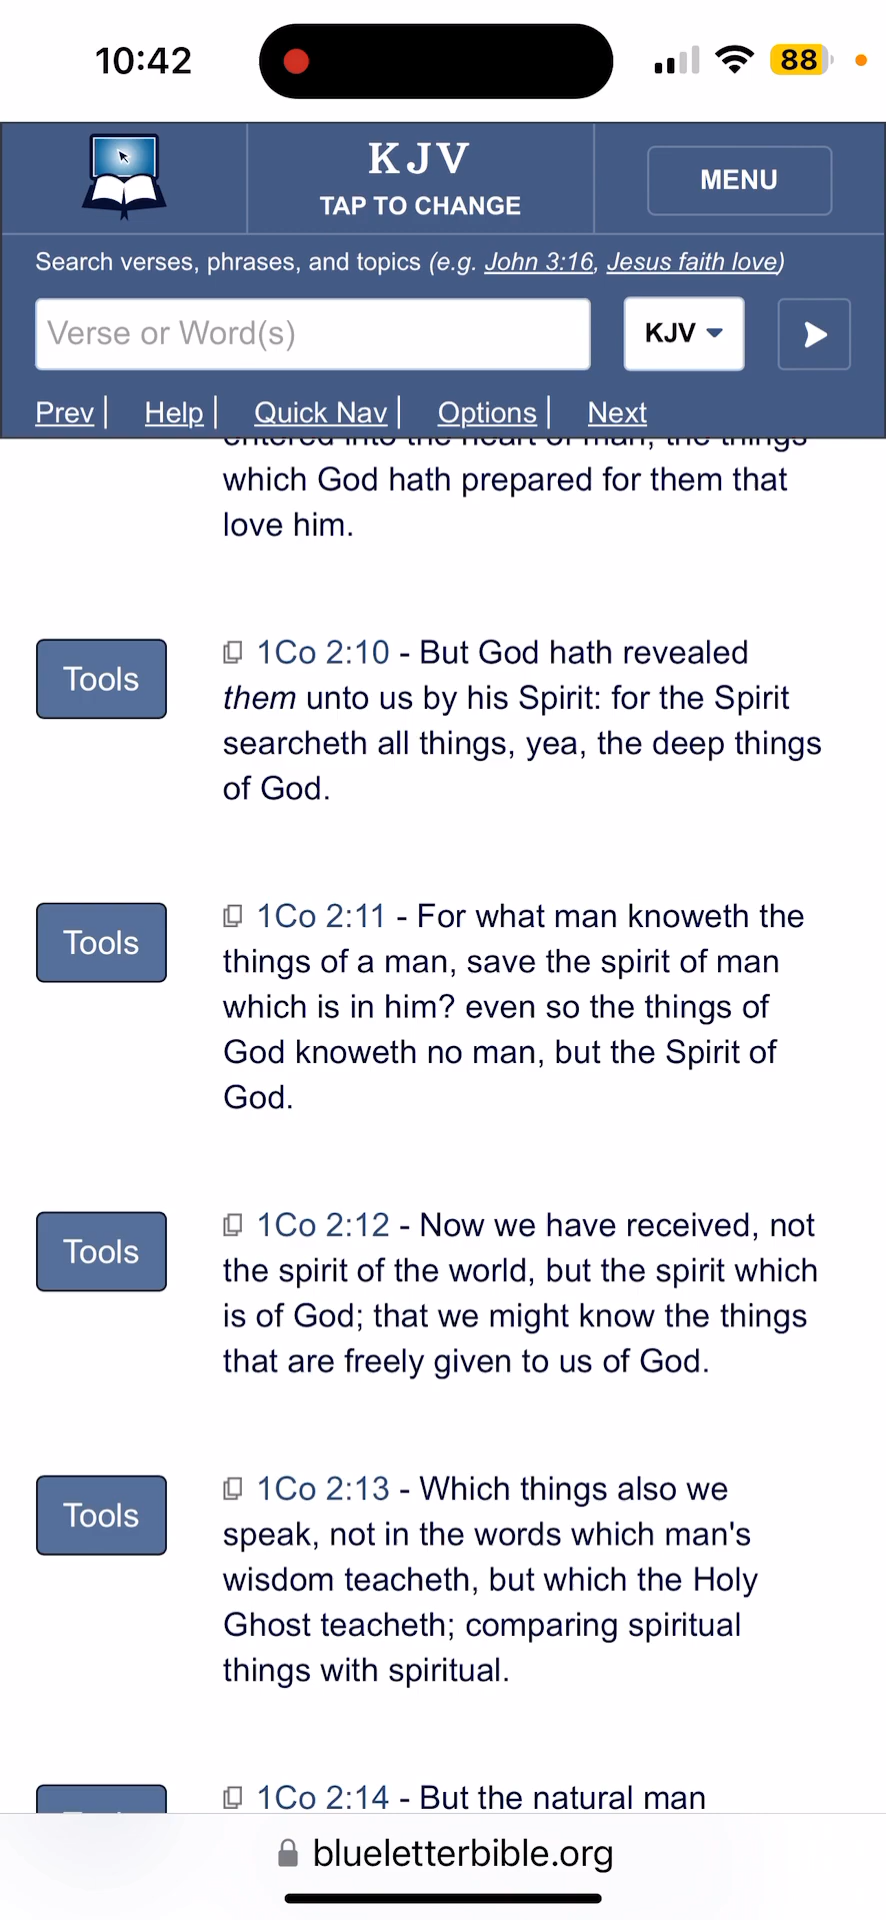 10:42
88
KJV
TAP TO CHANGE
MENU
Search verses, phrases, and topics (e.g. John 3:16, Jesus faith love)
Verse or Word(s)
KJV
Prev | Help | Quick Nav | Options | Next
entered into the heart of man, the things
which God hath prepared for them that
love him.
Tools
1Co 2:10 - But God hath revealed
them unto us by his Spirit: for the Spirit
searcheth all things, yea, the deep things
of God.
Tools
1Co 2:11 - For what man knoweth the
things of a man, save the spirit of man
which is in him? even so the things of
God knoweth no man, but the Spirit of
God.
Tools
1Co 2:12 - Now we have received, not
the spirit of the world, but the spirit which
is of God; that we might know the things
that are freely given to us of God.
Tools
1Co 2:13 - Which things also we
speak, not in the words which man's
wisdom teacheth, but which the Holy
Ghost teacheth; comparing spiritual
things with spiritual.
1Co 2:14 - But the natural man
blueletterbible.org